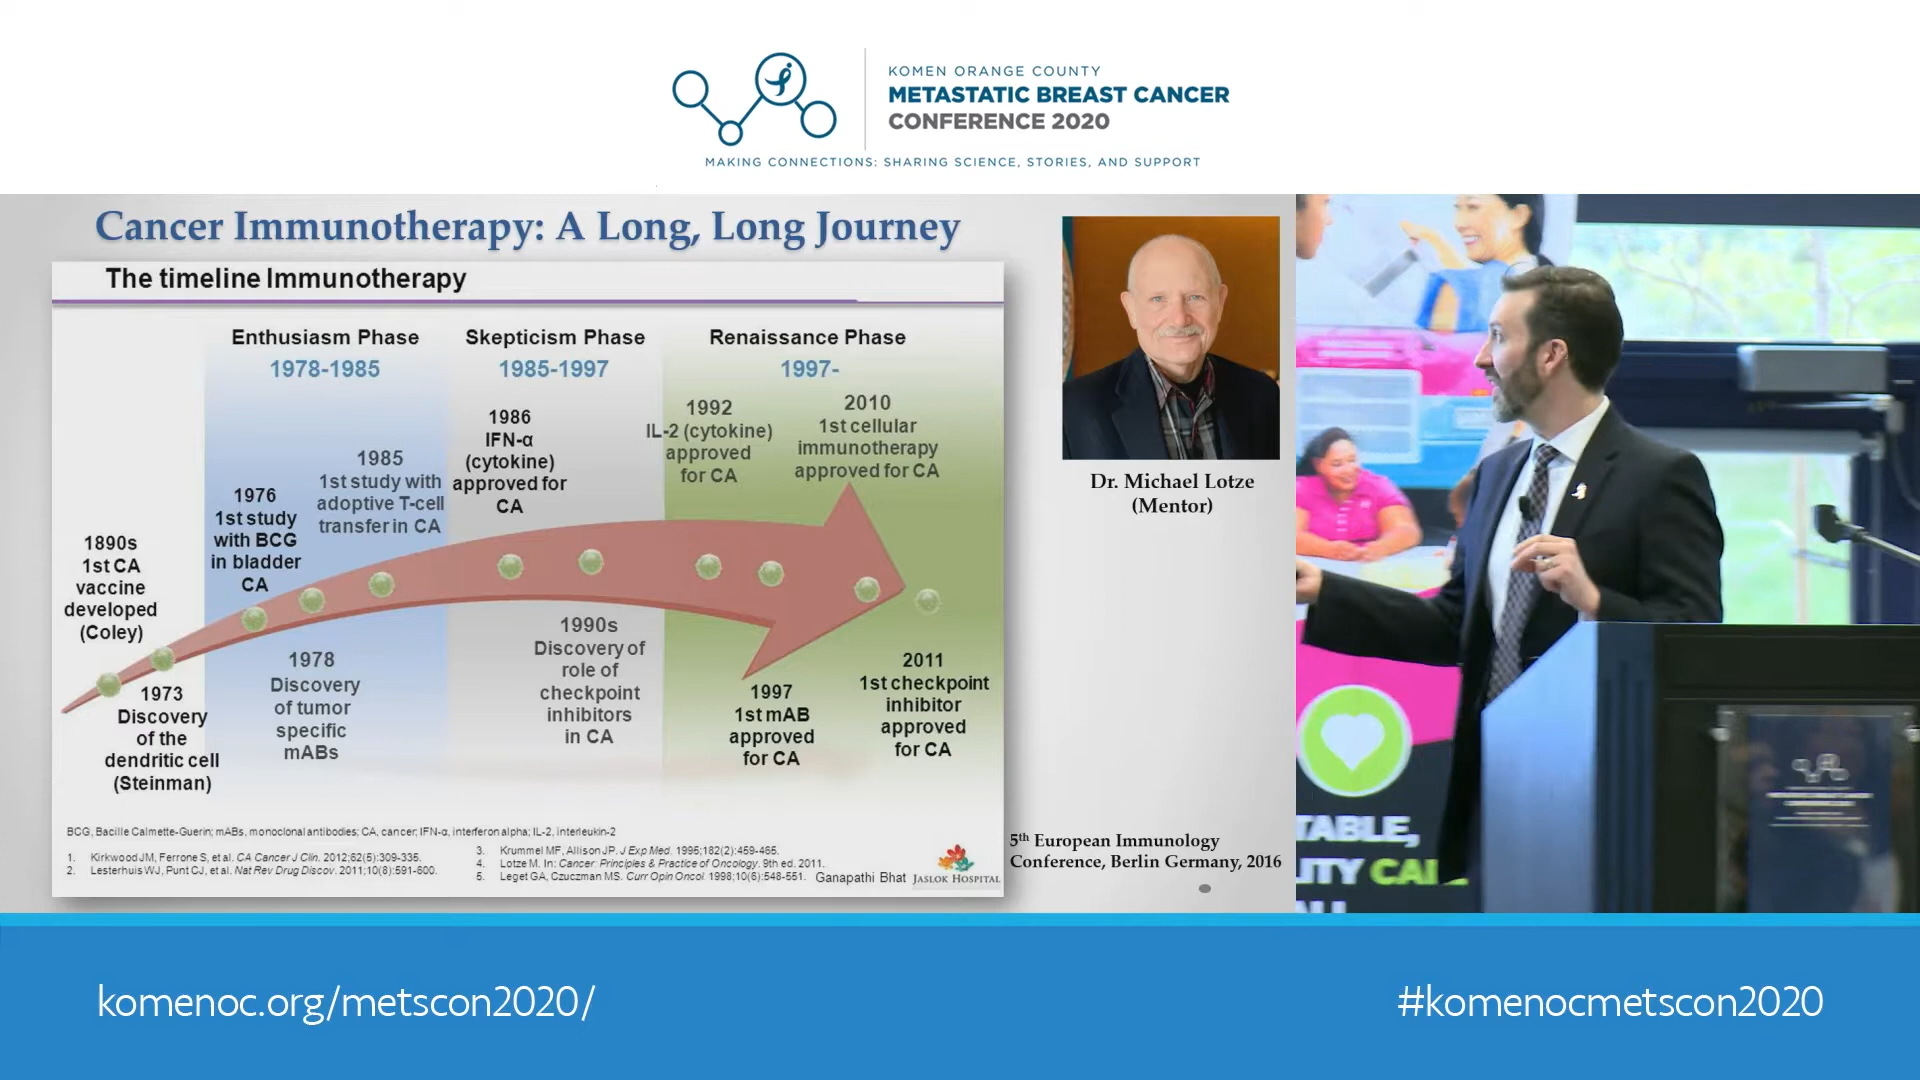 KOMEN ORANGE COUNTY
METASTATIC BREAST CANCER
CONFERENCE 2020
MAKING CONNECTIONS: SHARING SCIENCE, STORIES, AND SUPPORT
Cancer Immunotherapy: A Long, Long Journey
The timeline Immunotherapy
Enthusiasm Phase
1978-1985
Skepticism Phase
1985-1997
Renaissance Phase
1997-
1890s
1st CA
vaccine
developed
(Coley)
1973
Discovery
of the
dendritic cell
(Steinman)
1976
1st study
with BCG
in bladder
CA
1978
Discovery
of tumor
specific
mABs
1985
1st study with
adoptive T-cell
transfer in CA
1986
IFN-α
(cytokine)
approved for
CA
1990s
Discovery of
role of
checkpoint
inhibitors
in CA
1992
IL-2 (cytokine)
approved
for CA
1997
1st mAB
approved
for CA
2010
1st cellular
immunotherapy
approved for CA
2011
1st checkpoint
inhibitor
approved
for CA
BCG, Bacille Calmette-Guerin; mABs, monoclonal antibodies; CA, cancer; IFN-α, interferon alpha; IL-2, interleukin-2
1. Kirkwood JM, Ferrone S, et al. CA Cancer J Clin. 2012;62(5):309-335.
2. Lesterhuis WJ, Punt CJ, et al. Nat Rev Drug Discov. 2011;10(8):591-600.
3. Krummel MF, Allison JP. J Exp Med. 1995;182(2):459-465.
4. Lotze M. In: Cancer: Principles & Practice of Oncology. 9th ed. 2011.
5. Leget GA, Czuczman MS. Curr Opin Oncol. 1998;10(6):548-551.
Ganapathi Bhat
JASLOK HOSPITAL
Dr. Michael Lotze
(Mentor)
5th European Immunology
Conference, Berlin Germany, 2016
TABLE,
ITY CA
komenoc.org/metscon2020/
#komenocmetscon2020